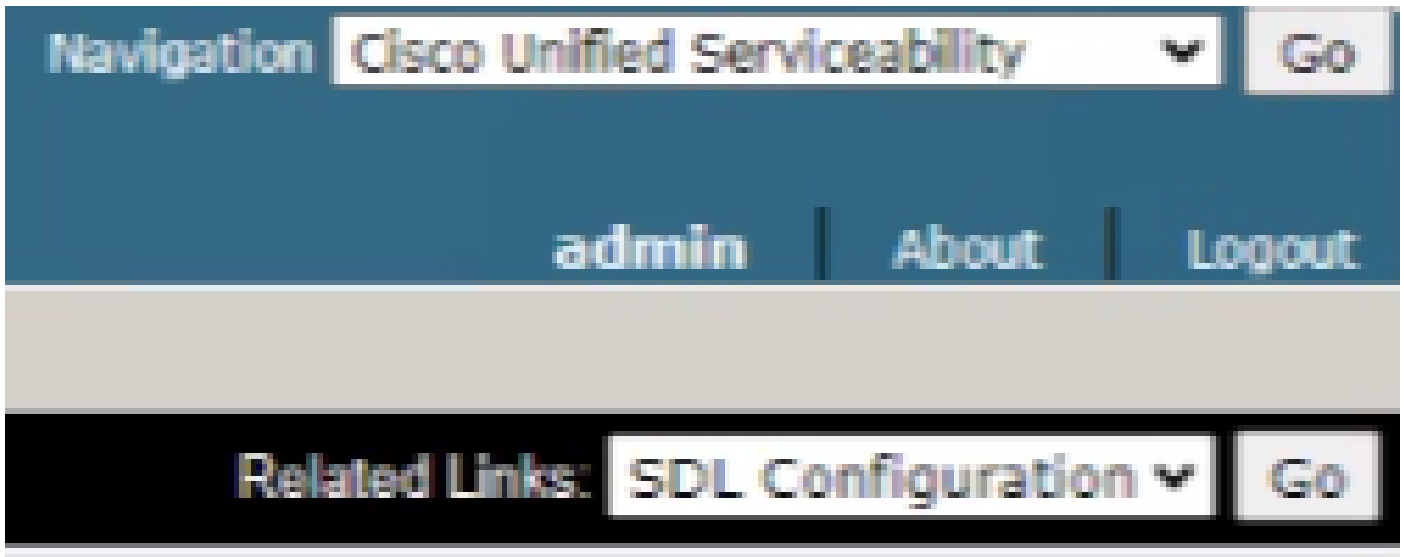 Navigation Cisco Unified Serviceability Go
admin About Logout
Related Links: SDL Configuration Go